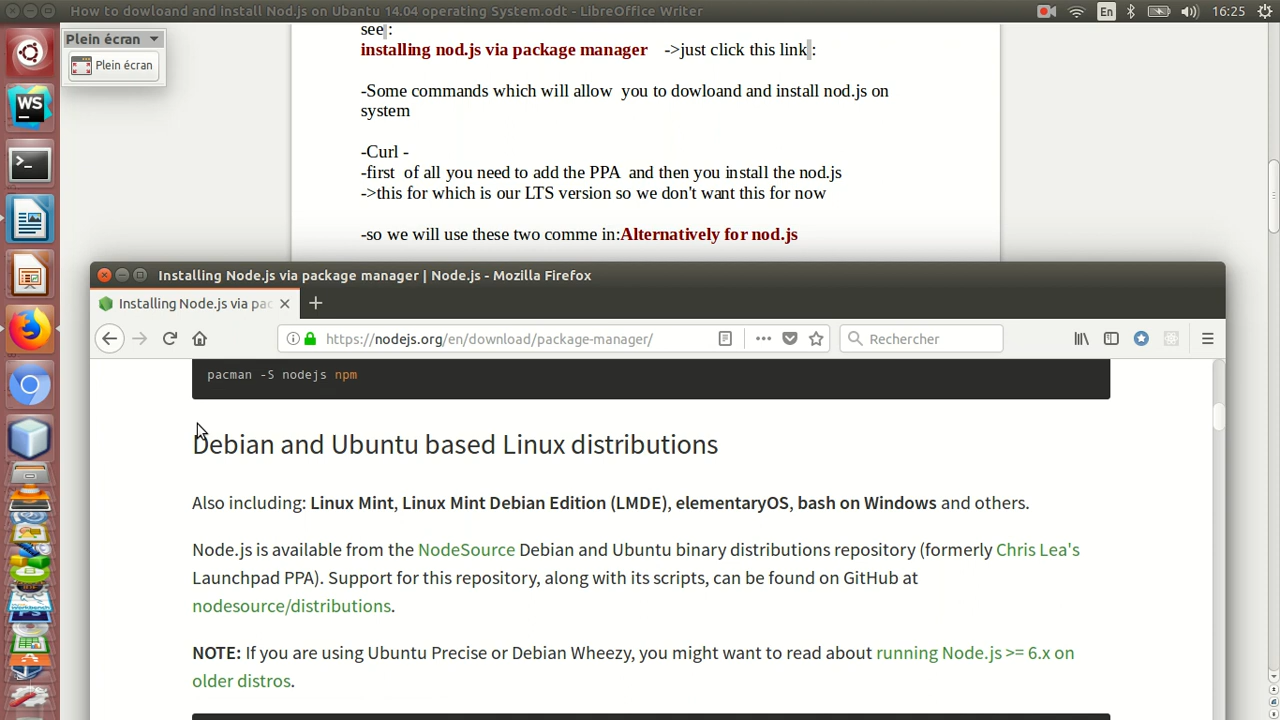 How to dowloand and install Nod.js on Ubantu 14.04 operating System.odt - LibreOffice Writer
En
16:25
Plein écran
Plein écran
WS
see :
installing nod.js via package manager ->just click this link :
-Some commands which will allow you to dowloand and install nod.js on
system
-Curl -
-first of all you need to add the PPA and then you install the nod.js
->this for which is our LTS version so we don't want this for now
-so we will use these two comme in:Alternatively for nod.js
Installing Node.js via package manager | Node.js - Mozilla Firefox
Installing Node.js via pac
https://nodejs.org/en/download/package-manager/
Rechercher
pacman -S nodejs npm
Debian and Ubuntu based Linux distributions
Also including: Linux Mint, Linux Mint Debian Edition (LMDE), elementaryOS, bash on Windows and others.
Node.js is available from the NodeSource Debian and Ubuntu binary distributions repository (formerly Chris Lea's
Launchpad PPA). Support for this repository, along with its scripts, can be found on GitHub at
nodesource/distributions.
NOTE: If you are using Ubuntu Precise or Debian Wheezy, you might want to read about running Node.js >= 6.x on
older distros.